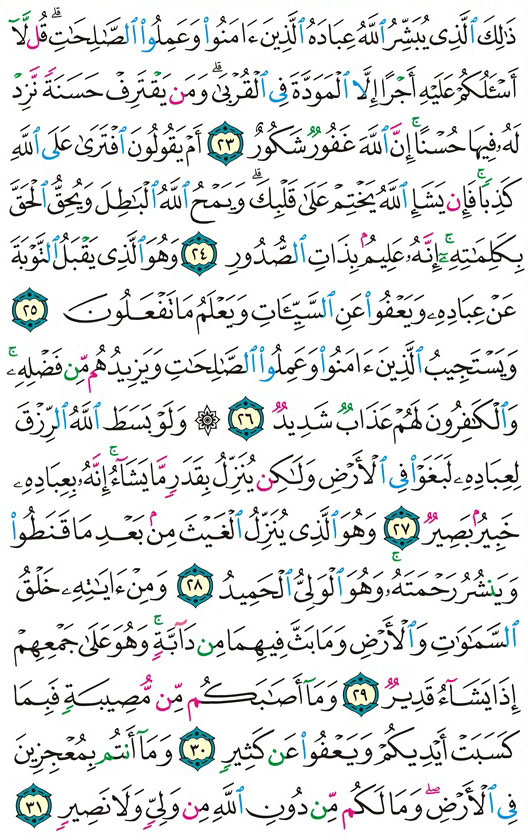 ذَٰلِكَ ٱلَّذِى يُبَشِّرُ ٱللَّهُ عِبَادَهُ ٱلَّذِينَ ءَامَنُوا۟ وَعَمِلُوا۟ ٱلصَّـٰلِحَـٰتِ ۗ قُل لَّآ
أَسْـَٔلُكُمْ عَلَيْهِ أَجْرًا إِلَّا ٱلْمَوَدَّةَ فِى ٱلْقُرْبَىٰ ۗ وَمَن يَقْتَرِفْ حَسَنَةً نَّزِدْ
لَهُۥ فِيهَا حُسْنًا ۚ إِنَّ ٱللَّهَ غَفُورٌ شَكُورٌ ٢٣ أَمْ يَقُولُونَ ٱفْتَرَىٰ عَلَى ٱللَّهِ
كَذِبًا ۖ فَإِن يَشَإِ ٱللَّهُ يَخْتِمْ عَلَىٰ قَلْبِكَ ۗ وَيَمْحُ ٱللَّهُ ٱلْبَـٰطِلَ وَيُحِقُّ ٱلْحَقَّ
بِكَلِمَـٰتِهِۦٓ ۚ إِنَّهُۥ عَلِيمٌۢ بِذَاتِ ٱلصُّدُورِ ٢٤ وَهُوَ ٱلَّذِى يَقْبَلُ ٱلتَّوْبَةَ
عَنْ عِبَادِهِۦ وَيَعْفُوا۟ عَنِ ٱلسَّيِّـَٔاتِ وَيَعْلَمُ مَا تَفْعَلُونَ ٢٥
وَيَسْتَجِيبُ ٱلَّذِينَ ءَامَنُوا۟ وَعَمِلُوا۟ ٱلصَّـٰلِحَـٰتِ وَيَزِيدُهُم مِّن فَضْلِهِۦ ۚ
وَٱلْكَـٰفِرُونَ لَهُمْ عَذَابٌ شَدِيدٌ ٢٦ ۞ وَلَوْ بَسَطَ ٱللَّهُ ٱلرِّزْقَ
لِعِبَادِهِۦ لَبَغَوْا۟ فِى ٱلْأَرْضِ وَلَـٰكِن يُنَزِّلُ بِقَدَرٍ مَّا يَشَآءُ ۚ إِنَّهُۥ بِعِبَادِهِۦ
خَبِيرٌۢ بَصِيرٌ ٢٧ وَهُوَ ٱلَّذِى يُنَزِّلُ ٱلْغَيْثَ مِنۢ بَعْدِ مَا قَنَطُوا۟
وَيَنشُرُ رَحْمَتَهُۥ ۚ وَهُوَ ٱلْوَلِىُّ ٱلْحَمِيدُ ٢٨ وَمِنْ ءَايَـٰتِهِۦ خَلْقُ
ٱلسَّمَـٰوَٰتِ وَٱلْأَرْضِ وَمَا بَثَّ فِيهِمَا مِن دَآبَّةٍ ۚ وَهُوَ عَلَىٰ جَمْعِهِمْ
إِذَا يَشَآءُ قَدِيرٌ ٢٩ وَمَآ أَصَـٰبَكُم مِّن مُّصِيبَةٍ فَبِمَا
كَسَبَتْ أَيْدِيكُمْ وَيَعْفُوا۟ عَن كَثِيرٍ ٣٠ وَمَآ أَنتُم بِمُعْجِزِينَ
فِى ٱلْأَرْضِ ۖ وَمَا لَكُم مِّن دُونِ ٱللَّهِ مِن وَلِىٍّ وَلَا نَصِيرٍ ٣١